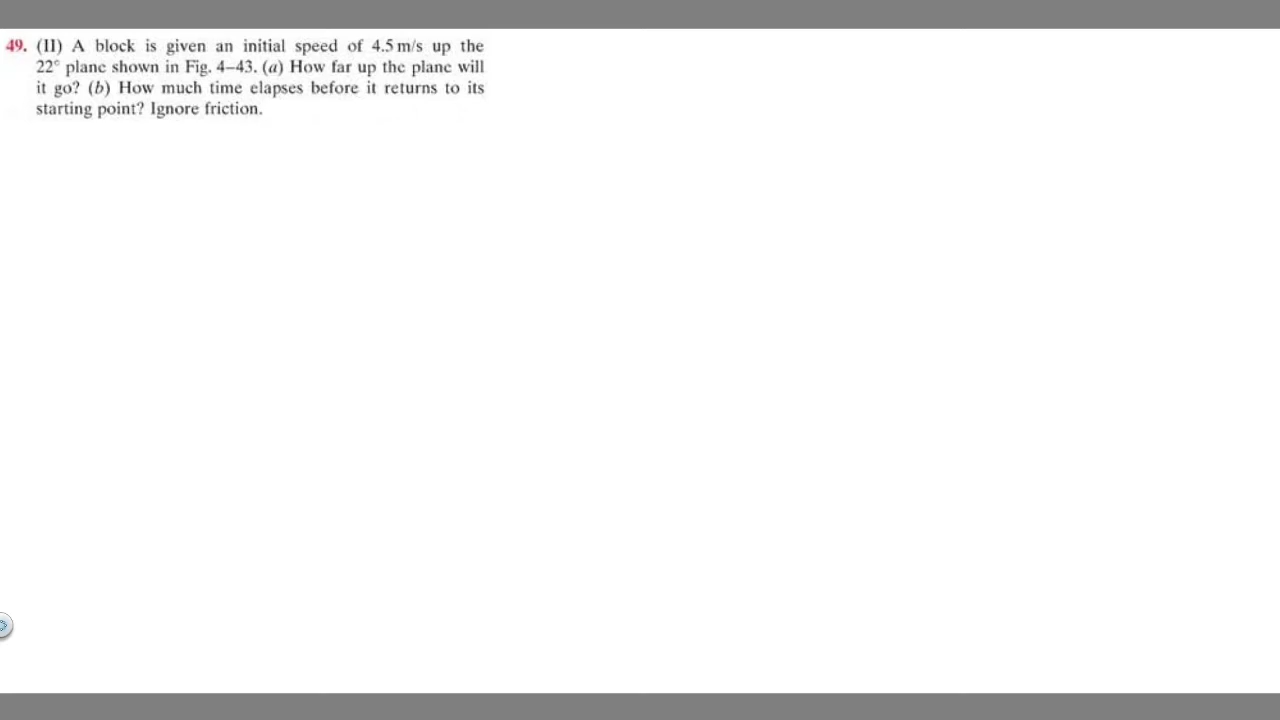 49. (II) A block is given an initial speed of 4.5 m/s up the
22° plane shown in Fig. 4–43. (a) How far up the plane will
it go? (b) How much time elapses before it returns to its
starting point? Ignore friction.